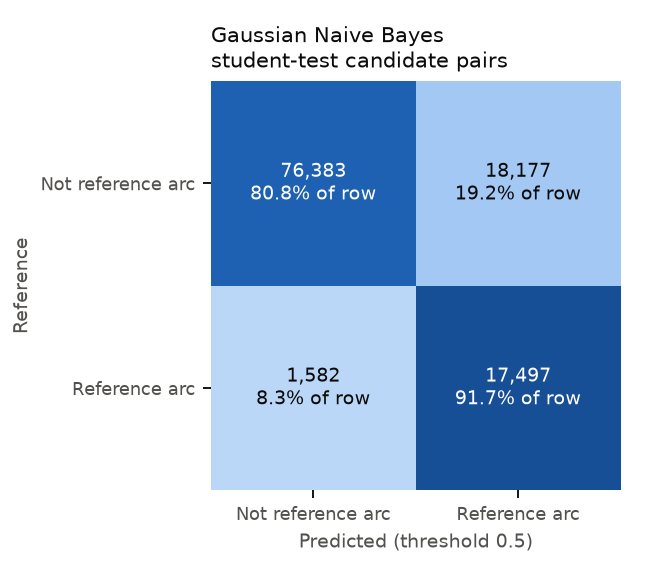 Gaussian Naive Bayes
student-test candidate pairs
Not reference arc
76,383
80.8% of row
18,177
19.2% of row
Reference
Reference arc
1,582
8.3% of row
17,497
91.7% of row
Not reference arc
Reference arc
Predicted (threshold 0.5)